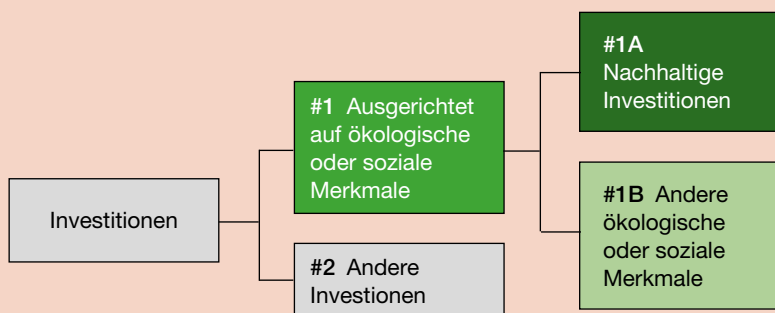 Investitionen
#1 Ausgerichtet
auf ökologische
oder soziale
Merkmale
#2 Andere
Investionen
#1A
Nachhaltige
Investitionen
#1B Andere
ökologische
oder soziale
Merkmale